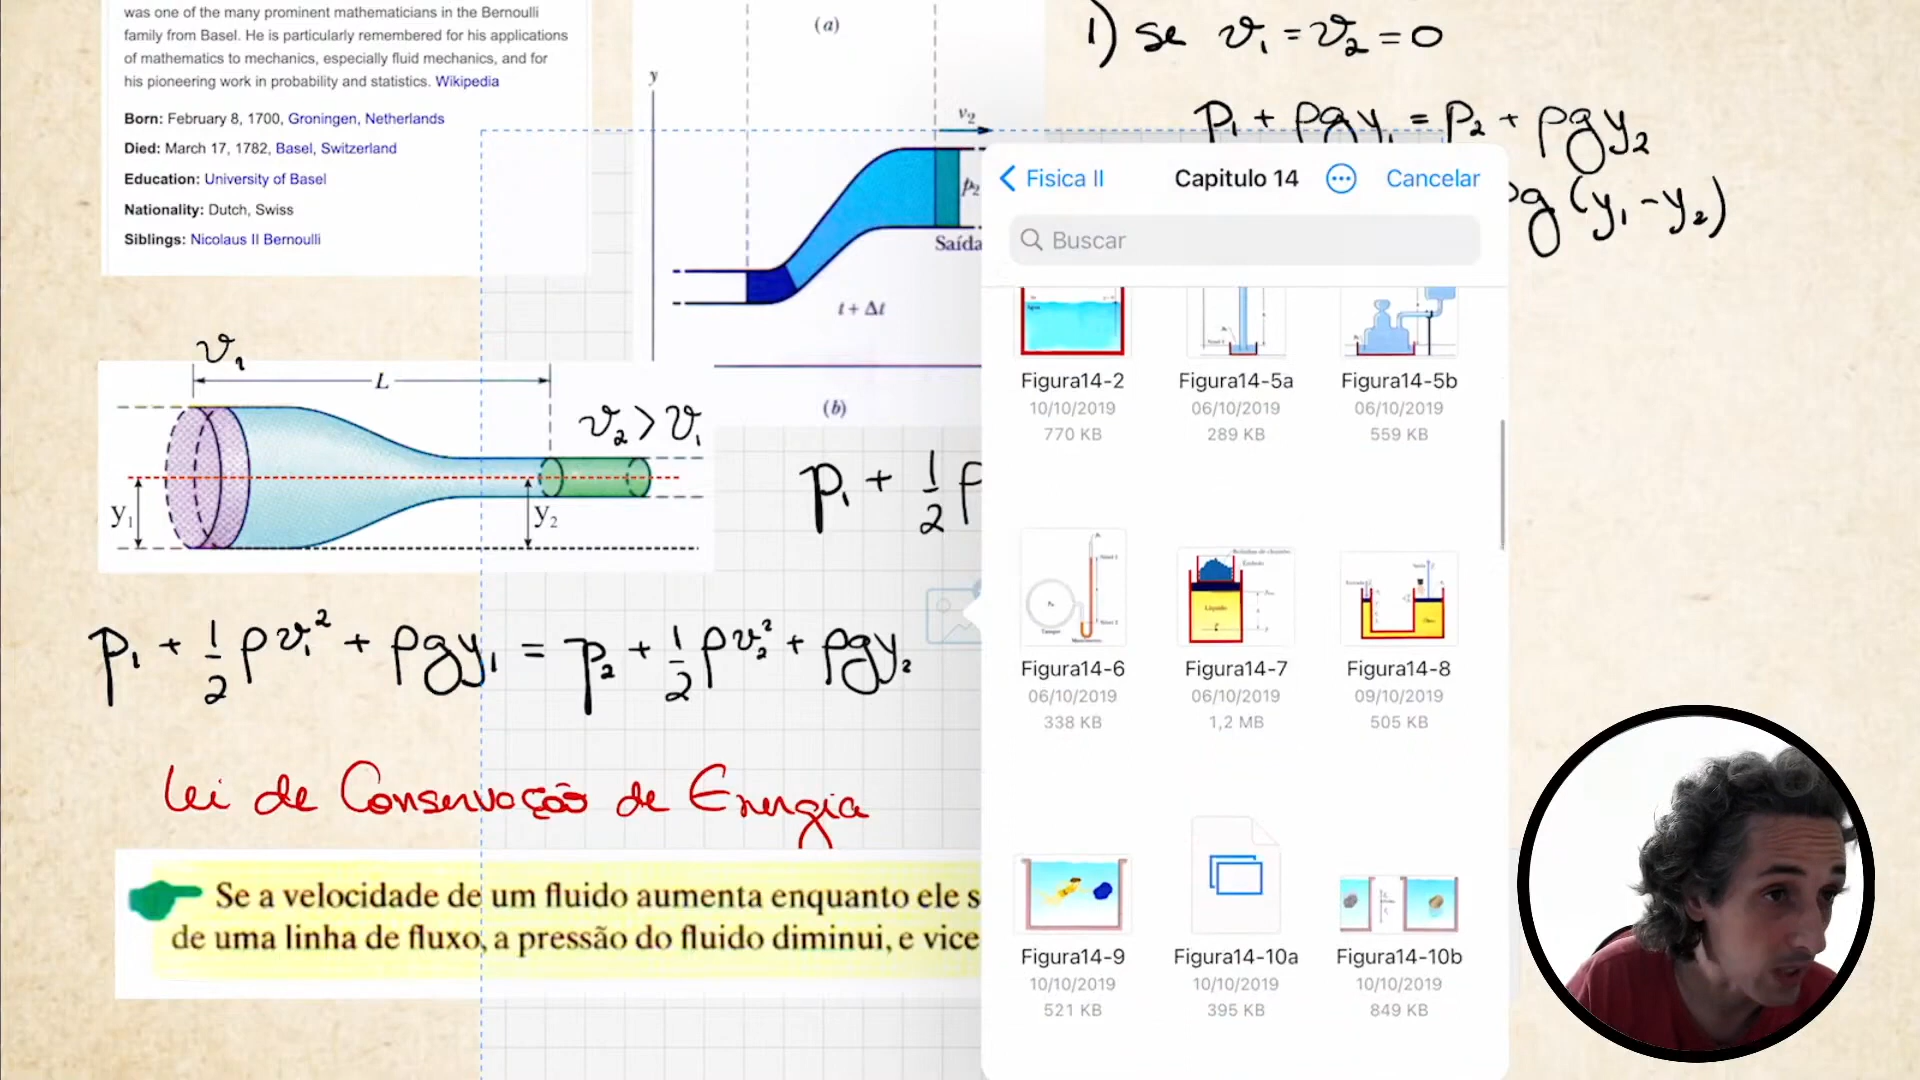 was one of the many prominent mathematicians in the Bernoulli
family from Basel. He is particularly remembered for his applications
of mathematics to mechanics, especially fluid mechanics, and for
his pioneering work in probability and statistics. Wikipedia
Born: February 8, 1700, Groningen, Netherlands
Died: March 17, 1782, Basel, Switzerland
Education: University of Basel
Nationality: Dutch, Swiss
Siblings: Nicolaus II Bernoulli
(a)
y
v₂
p₂
Saída
t + Δt
(b)
1) se v₁ = v₂ = 0
p₁ + ρgy₁ = p₂ + ρgy₂
ρg (y₁ - y₂)
v₁
L
v₂ > v₁
y₁
y₂
p₁ + 1/2 ρ
p₁ + 1/2 ρv₁² + ρgy₁ = p₂ + 1/2 ρv₂² + ρgy₂
Lei de Conservação de Energia
Se a velocidade de um fluido aumenta enquanto ele s
de uma linha de fluxo, a pressão do fluido diminui, e vice
Fisica II
Capitulo 14
Cancelar
Buscar
Figura14-2
10/10/2019
770 KB
Figura14-5a
06/10/2019
289 KB
Figura14-5b
06/10/2019
559 KB
Figura14-6
06/10/2019
338 KB
Figura14-7
06/10/2019
1,2 MB
Figura14-8
09/10/2019
505 KB
Figura14-9
10/10/2019
521 KB
Figura14-10a
10/10/2019
395 KB
Figura14-10b
10/10/2019
849 KB